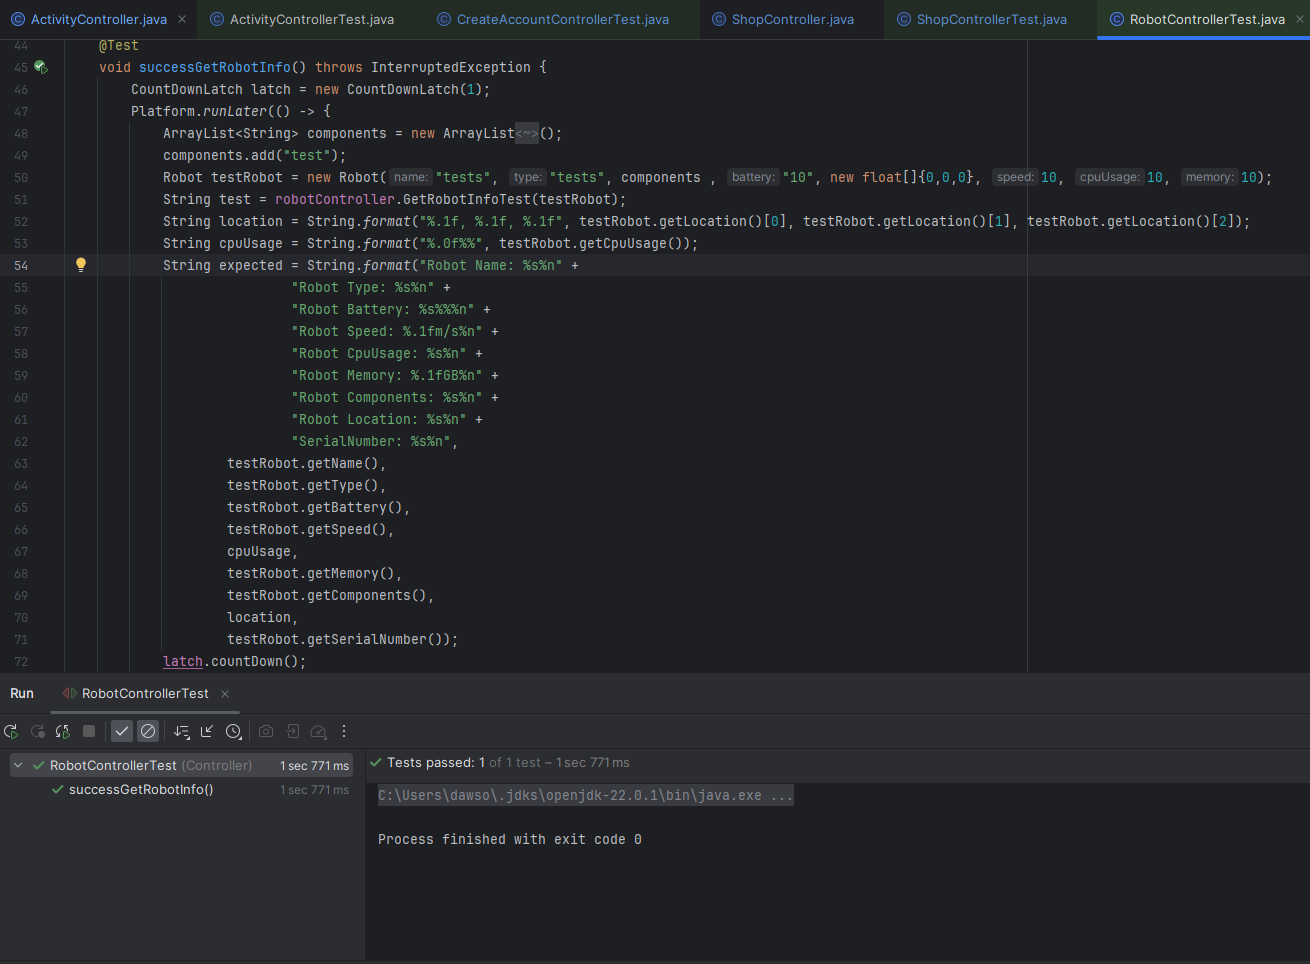 ActivityController.java ActivityControllerTest.java CreateAccountControllerTest.java ShopController.java ShopControllerTest.java RobotControllerTest.java
44 @Test
45 void successGetRobotInfo() throws InterruptedException {
46 CountDownLatch latch = new CountDownLatch(1);
47 Platform.runLater(() -> {
48 ArrayList<String> components = new ArrayList<~>();
49 components.add("test");
50 Robot testRobot = new Robot( name: "tests", type: "tests", components , battery: "10", new float[]{0,0,0}, speed: 10, cpuUsage: 10, memory: 10);
51 String test = robotController.GetRobotInfoTest(testRobot);
52 String location = String.format("%.1f, %.1f, %.1f", testRobot.getLocation()[0], testRobot.getLocation()[1], testRobot.getLocation()[2]);
53 String cpuUsage = String.format("%.0f%%", testRobot.getCpuUsage());
54 String expected = String.format("Robot Name: %s%n" +
55 "Robot Type: %s%n" +
56 "Robot Battery: %s%%%n" +
57 "Robot Speed: %.1fm/s%n" +
58 "Robot CpuUsage: %s%n" +
59 "Robot Memory: %.1fGB%n" +
60 "Robot Components: %s%n" +
61 "Robot Location: %s%n" +
62 "SerialNumber: %s%n",
63 testRobot.getName(),
64 testRobot.getType(),
65 testRobot.getBattery(),
66 testRobot.getSpeed(),
67 cpuUsage,
68 testRobot.getMemory(),
69 testRobot.getComponents(),
70 location,
71 testRobot.getSerialNumber());
72 latch.countDown();
Run RobotControllerTest
RobotControllerTest (Controller) 1 sec 771 ms
successGetRobotInfo() 1 sec 771 ms
Tests passed: 1 of 1 test – 1 sec 771 ms
C:\Users\dawso\.jdks\openjdk-22.0.1\bin\java.exe ...
Process finished with exit code 0